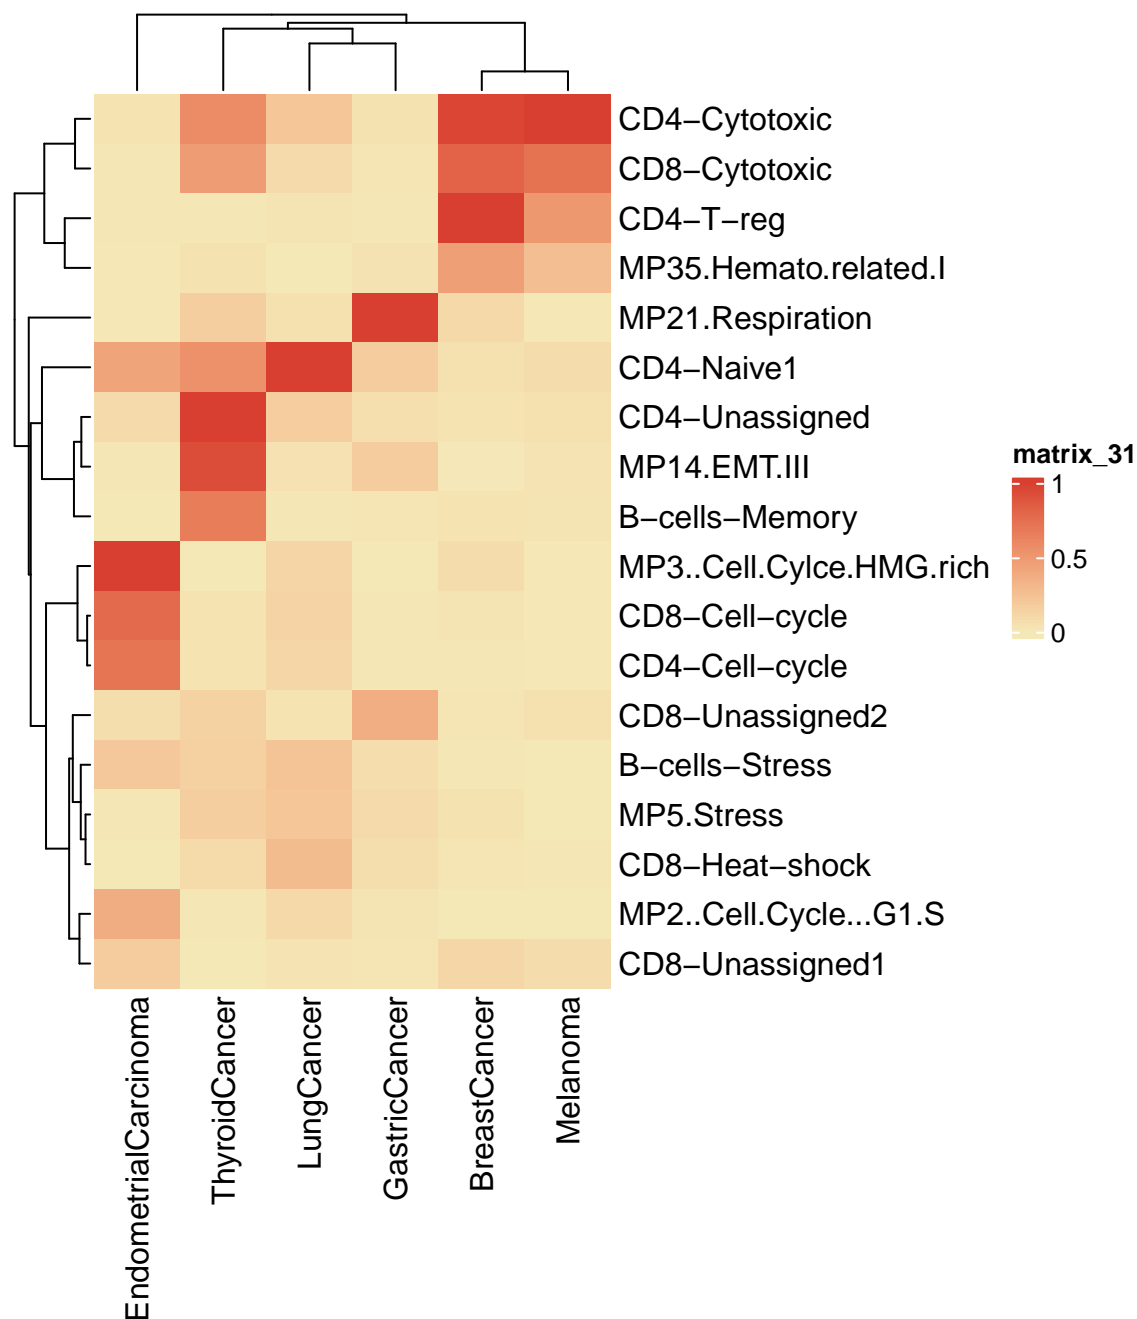 CD4−Cytotoxic
CD8−Cytotoxic
CD4−T−reg
MP35.Hemato.related.I
MP21.Respiration
CD4−Naive1
CD4−Unassigned
MP14.EMT.III
B−cells−Memory
MP3..Cell.Cylce.HMG.rich
CD8−Cell−cycle
CD4−Cell−cycle
CD8−Unassigned2
B−cells−Stress
MP5.Stress
CD8−Heat−shock
MP2..Cell.Cycle...G1.S
CD8−Unassigned1
matrix_31
1
0.5
0
EndometrialCarcinoma
ThyroidCancer
LungCancer
GastricCancer
BreastCancer
Melanoma